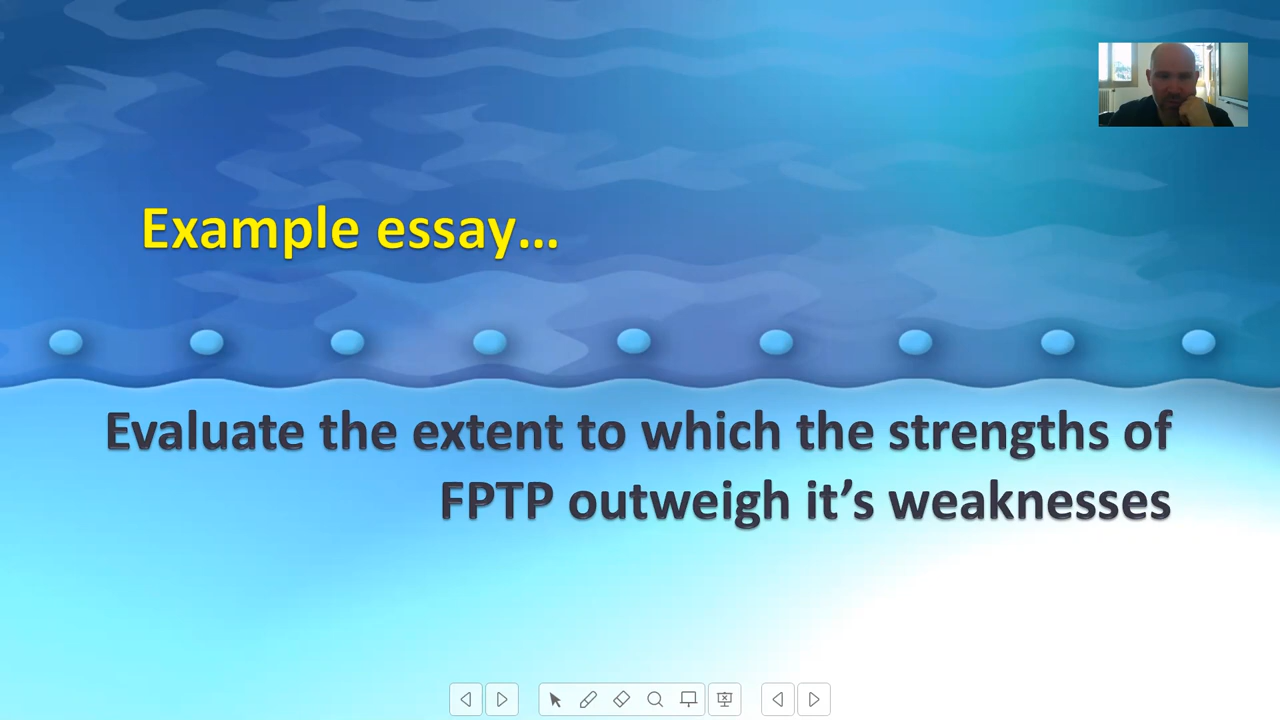 Example essay…
Evaluate the extent to which the strengths of
FPTP outweigh it’s weaknesses